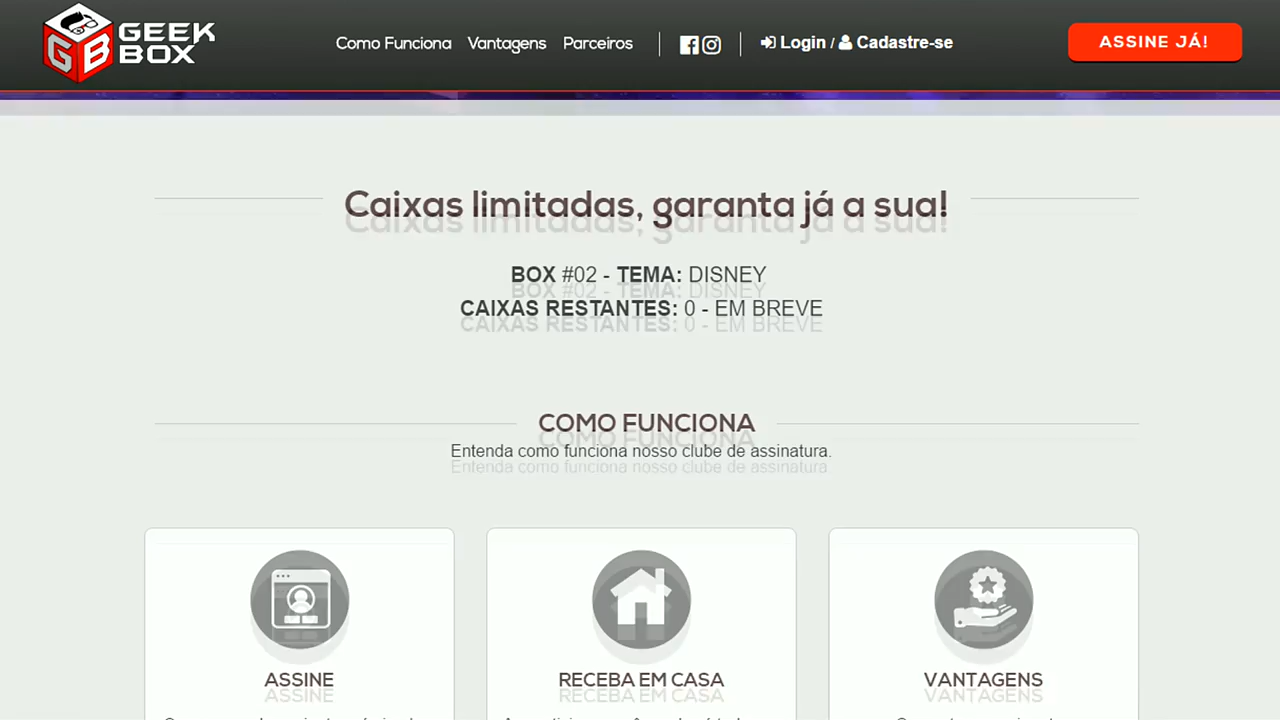 GEEK
BOX
GB
Como Funciona Vantagens Parceiros Login / Cadastre-se ASSINE JÁ!
Caixas limitadas, garanta já a sua!
BOX #02 - TEMA: DISNEY
CAIXAS RESTANTES: 0 - EM BREVE
COMO FUNCIONA
Entenda como funciona nosso clube de assinatura.
ASSINE RECEBA EM CASA VANTAGENS